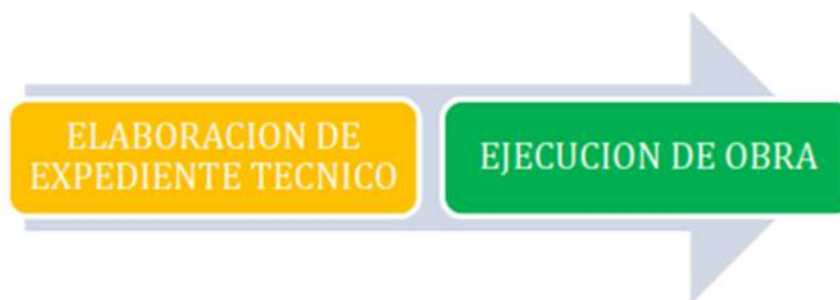 ELABORACION DE
EXPEDIENTE TECNICO
EJECUCION DE OBRA